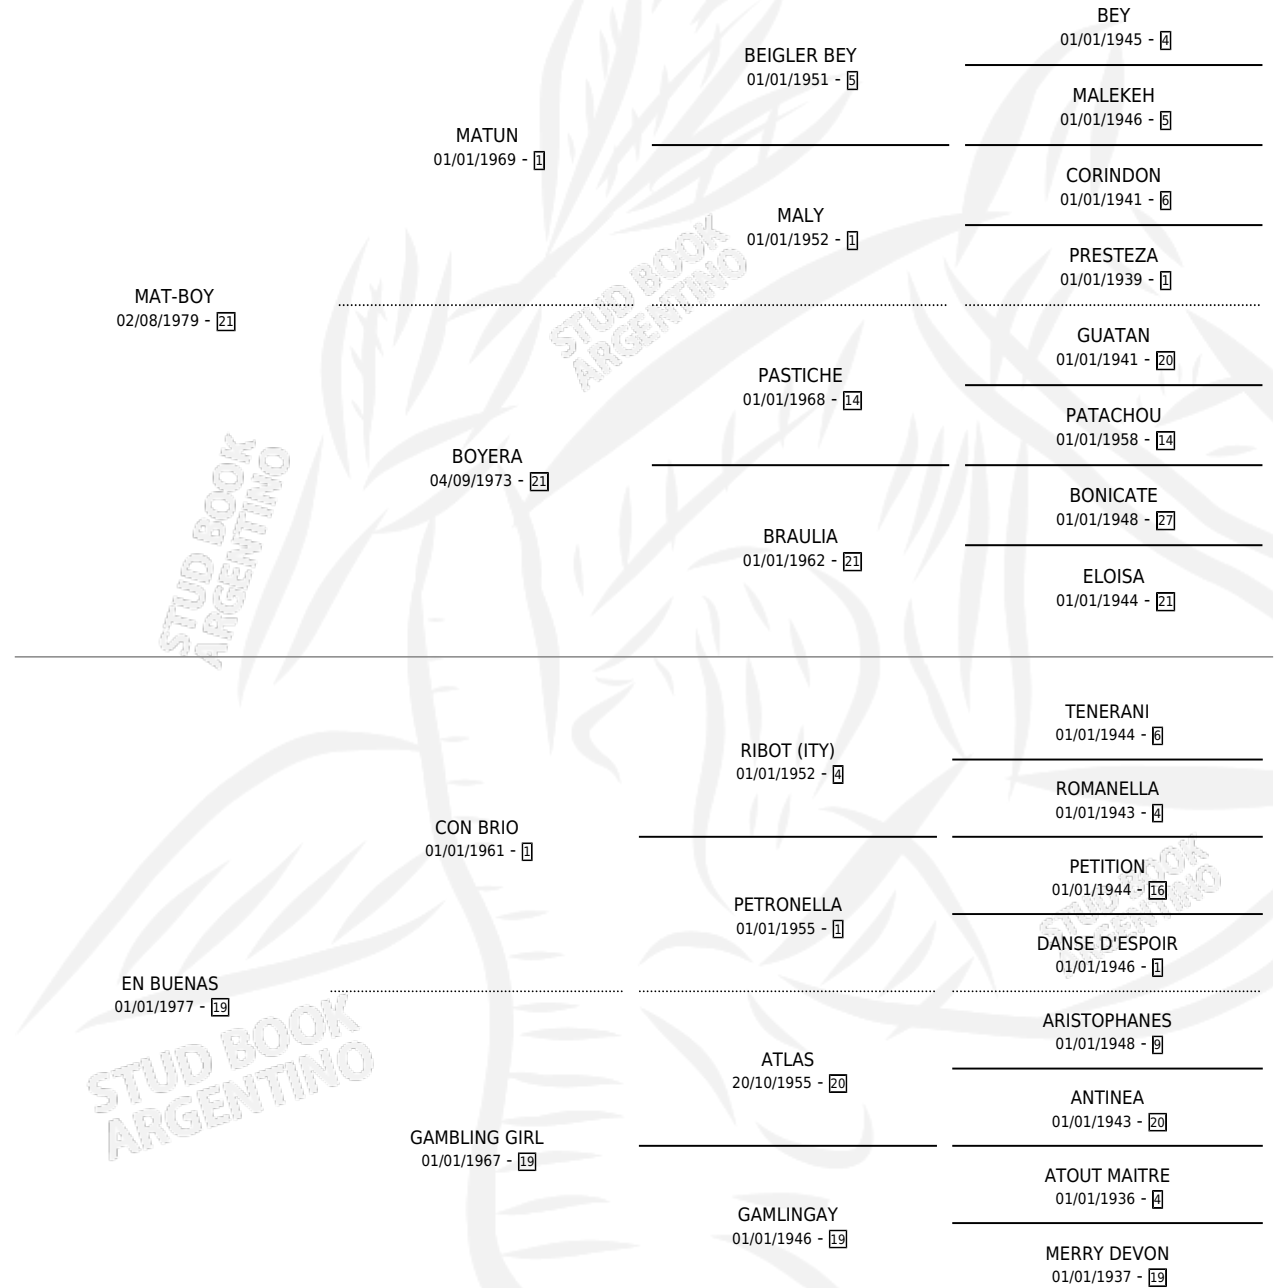 BEY
01/01/1945 - 4
BEIGLER BEY
01/01/1951 - 5
MALEKEH
01/01/1946 - 5
MATUN
01/01/1969 - 1
CORINDON
01/01/1941 - 6
MALY
01/01/1952 - 1
PRESTEZA
01/01/1939 - 1
MAT-BOY
02/08/1979 - 21
GUATAN
01/01/1941 - 20
PASTICHE
01/01/1968 - 14
PATACHOU
01/01/1958 - 14
BOYERA
04/09/1973 - 21
BONICATE
01/01/1948 - 27
BRAULIA
01/01/1962 - 21
ELOISA
01/01/1944 - 21
STUD BOOK
ARGENTINO
STUD BOOK
ARGENTINO
TENERANI
01/01/1944 - 6
RIBOT (ITY)
01/01/1952 - 4
ROMANELLA
01/01/1943 - 4
CON BRIO
01/01/1961 - 1
PETITION
01/01/1944 - 16
PETRONELLA
01/01/1955 - 1
DANSE D'ESPOIR
01/01/1946 - 1
EN BUENAS
01/01/1977 - 19
ARISTOPHANES
01/01/1948 - 9
ATLAS
20/10/1955 - 20
ANTINEA
01/01/1943 - 20
GAMBLING GIRL
01/01/1967 - 19
ATOUT MAITRE
01/01/1936 - 4
GAMLINGAY
01/01/1946 - 19
MERRY DEVON
01/01/1937 - 19
STUD BOOK
ARGENTINO
STUD BOOK
ARGENTINO